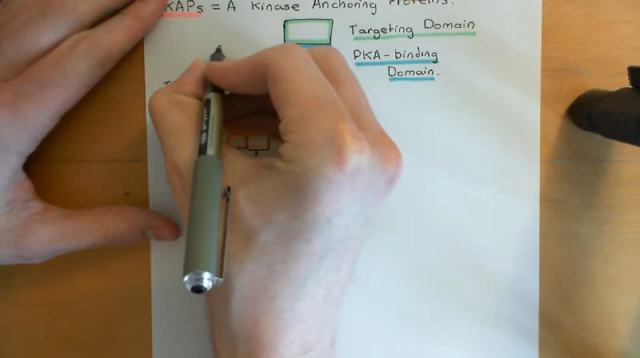 KAPs = A Kinase Anchoring Proteins.
Targeting Domain
PKA-binding
Domain.